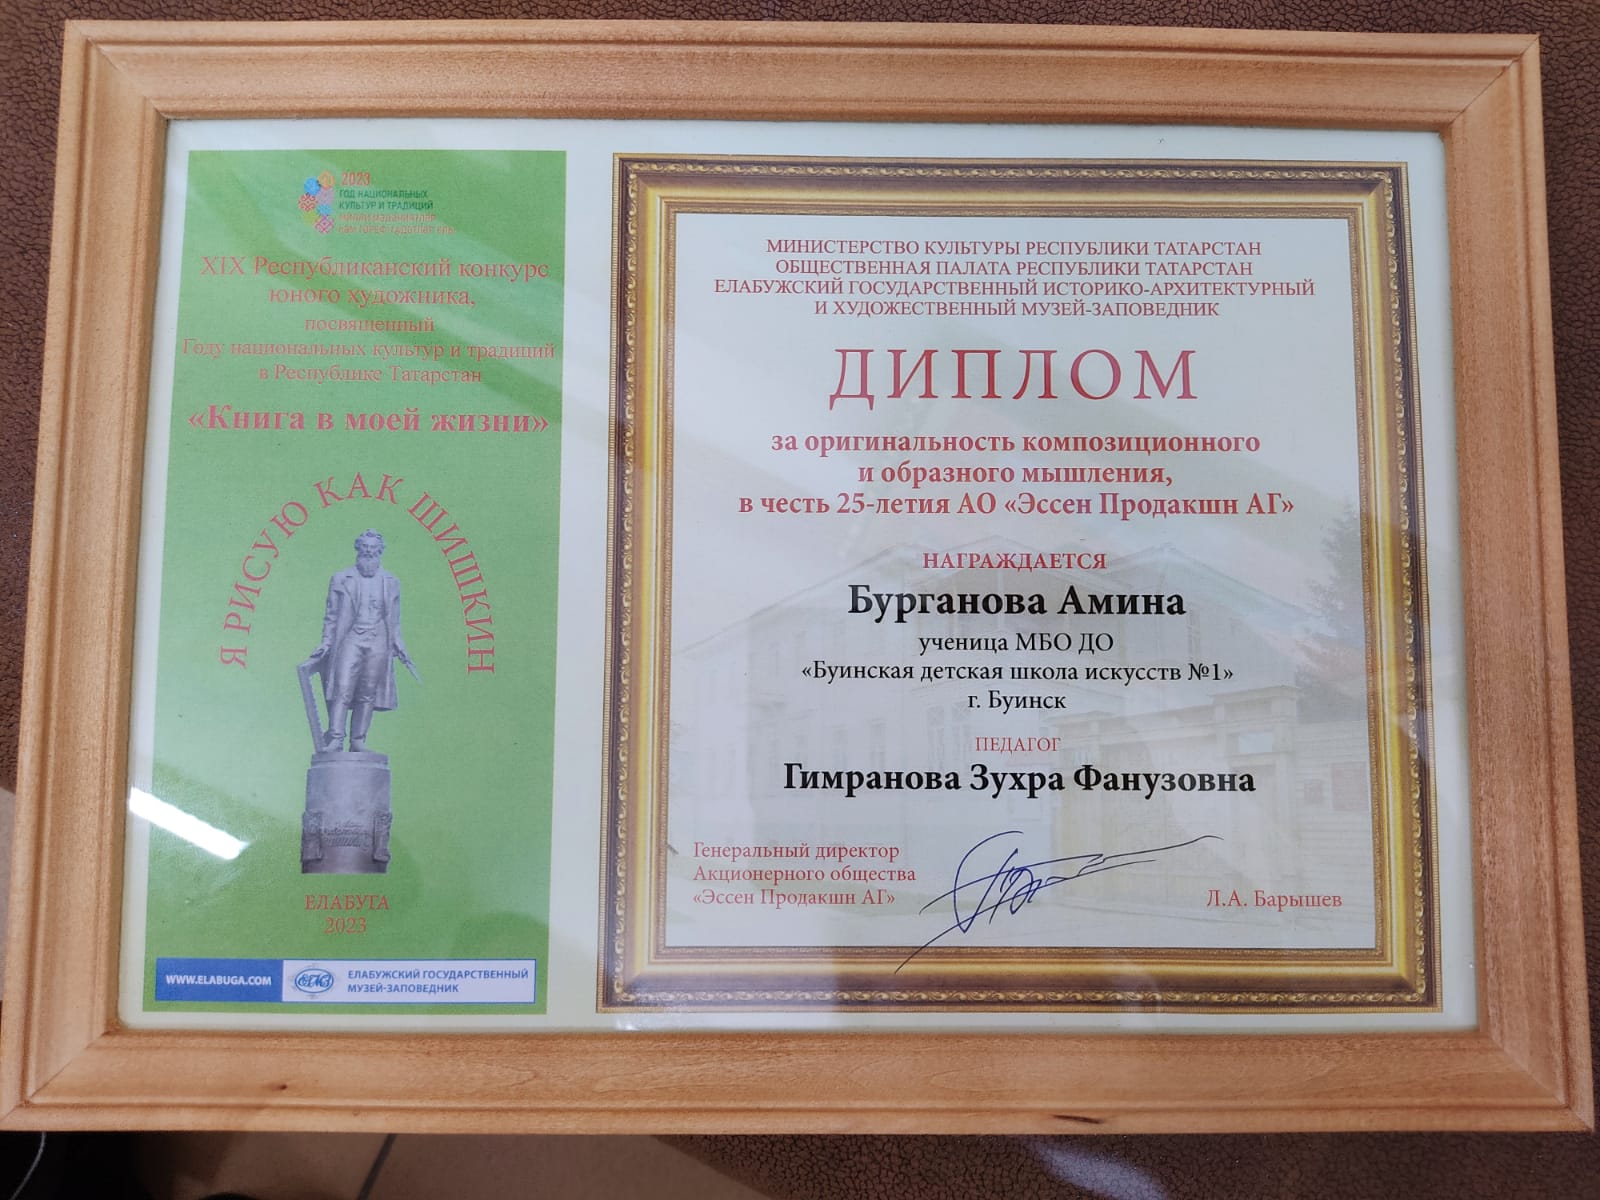 2023
ГОД НАЦИОНАЛЬНЫХ
КУЛЬТУР И ТРАДИЦИЙ
XIX Республиканский конкурс
юного художника,
посвященный
Году национальных культур и традиций
в Республике Татарстан
«Книга в моей жизни»
Я РИСУЮ КАК ШИШКИН
ЕЛАБУГА
2023
WWW.ELABUGA.COM
ЕГМЗ
ЕЛАБУЖСКИЙ ГОСУДАРСТВЕННЫЙ
МУЗЕЙ-ЗАПОВЕДНИК
МИНИСТЕРСТВО КУЛЬТУРЫ РЕСПУБЛИКИ ТАТАРСТАН
ОБЩЕСТВЕННАЯ ПАЛАТА РЕСПУБЛИКИ ТАТАРСТАН
ЕЛАБУЖСКИЙ ГОСУДАРСТВЕННЫЙ ИСТОРИКО-АРХИТЕКТУРНЫЙ
И ХУДОЖЕСТВЕННЫЙ МУЗЕЙ-ЗАПОВЕДНИК
ДИПЛОМ
за оригинальность композиционного
и образного мышления,
в честь 25-летия АО «Эссен Продакшн АГ»
НАГРАЖДАЕТСЯ
Бурганова Амина
ученица МБО ДО
«Буинская детская школа искусств №1»
г. Буинск
ПЕДАГОГ
Гимранова Зухра Фанузовна
Генеральный директор
Акционерного общества
«Эссен Продакшн АГ»
Л.А. Барышев